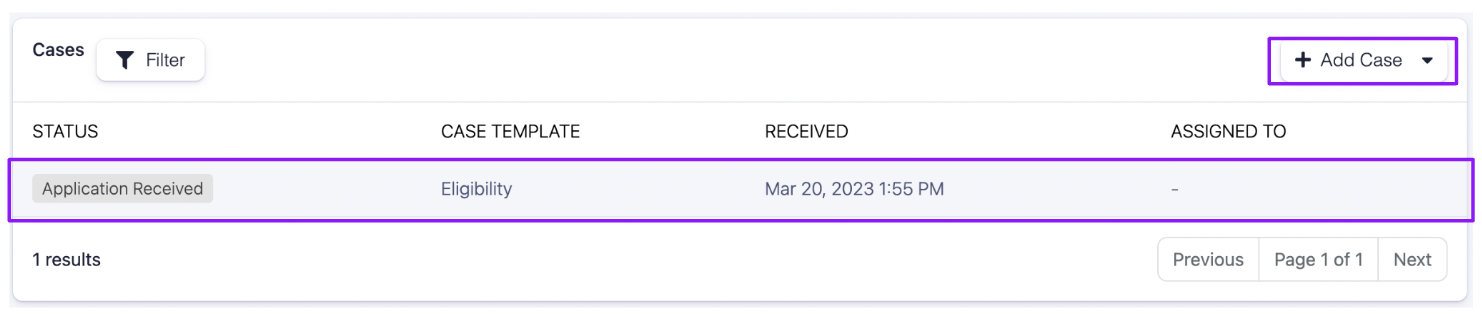 Cases
Filter
Add Case
STATUS CASE TEMPLATE RECEIVED ASSIGNED TO
Application Received Eligibility Mar 20, 2023 1:55 PM -
1 results
Previous Page 1 of 1 Next